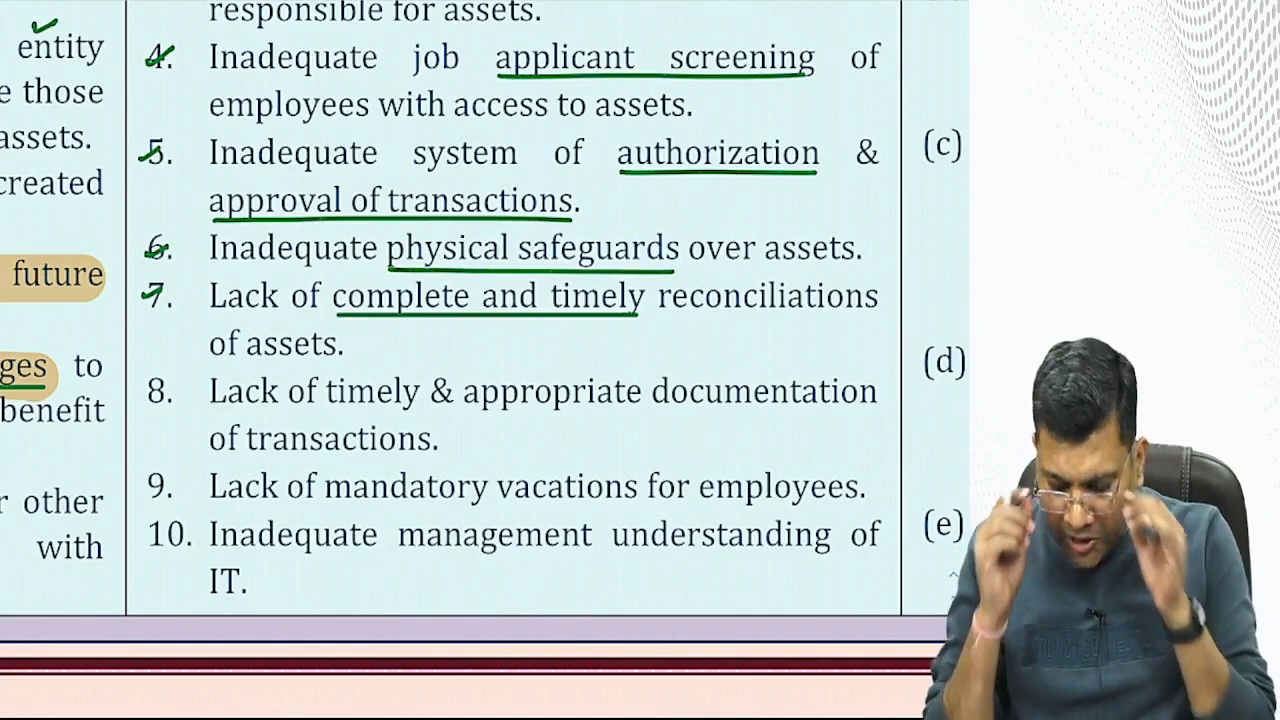 entity
e those
assets.
created
future
ges to
benefit
r other
with
responsible for assets.
4. Inadequate job applicant screening of
employees with access to assets.
5. Inadequate system of authorization &
approval of transactions.
6. Inadequate physical safeguards over assets.
7. Lack of complete and timely reconciliations
of assets.
8. Lack of timely & appropriate documentation
of transactions.
9. Lack of mandatory vacations for employees.
10. Inadequate management understanding of
IT.
(c)
(d)
(e)